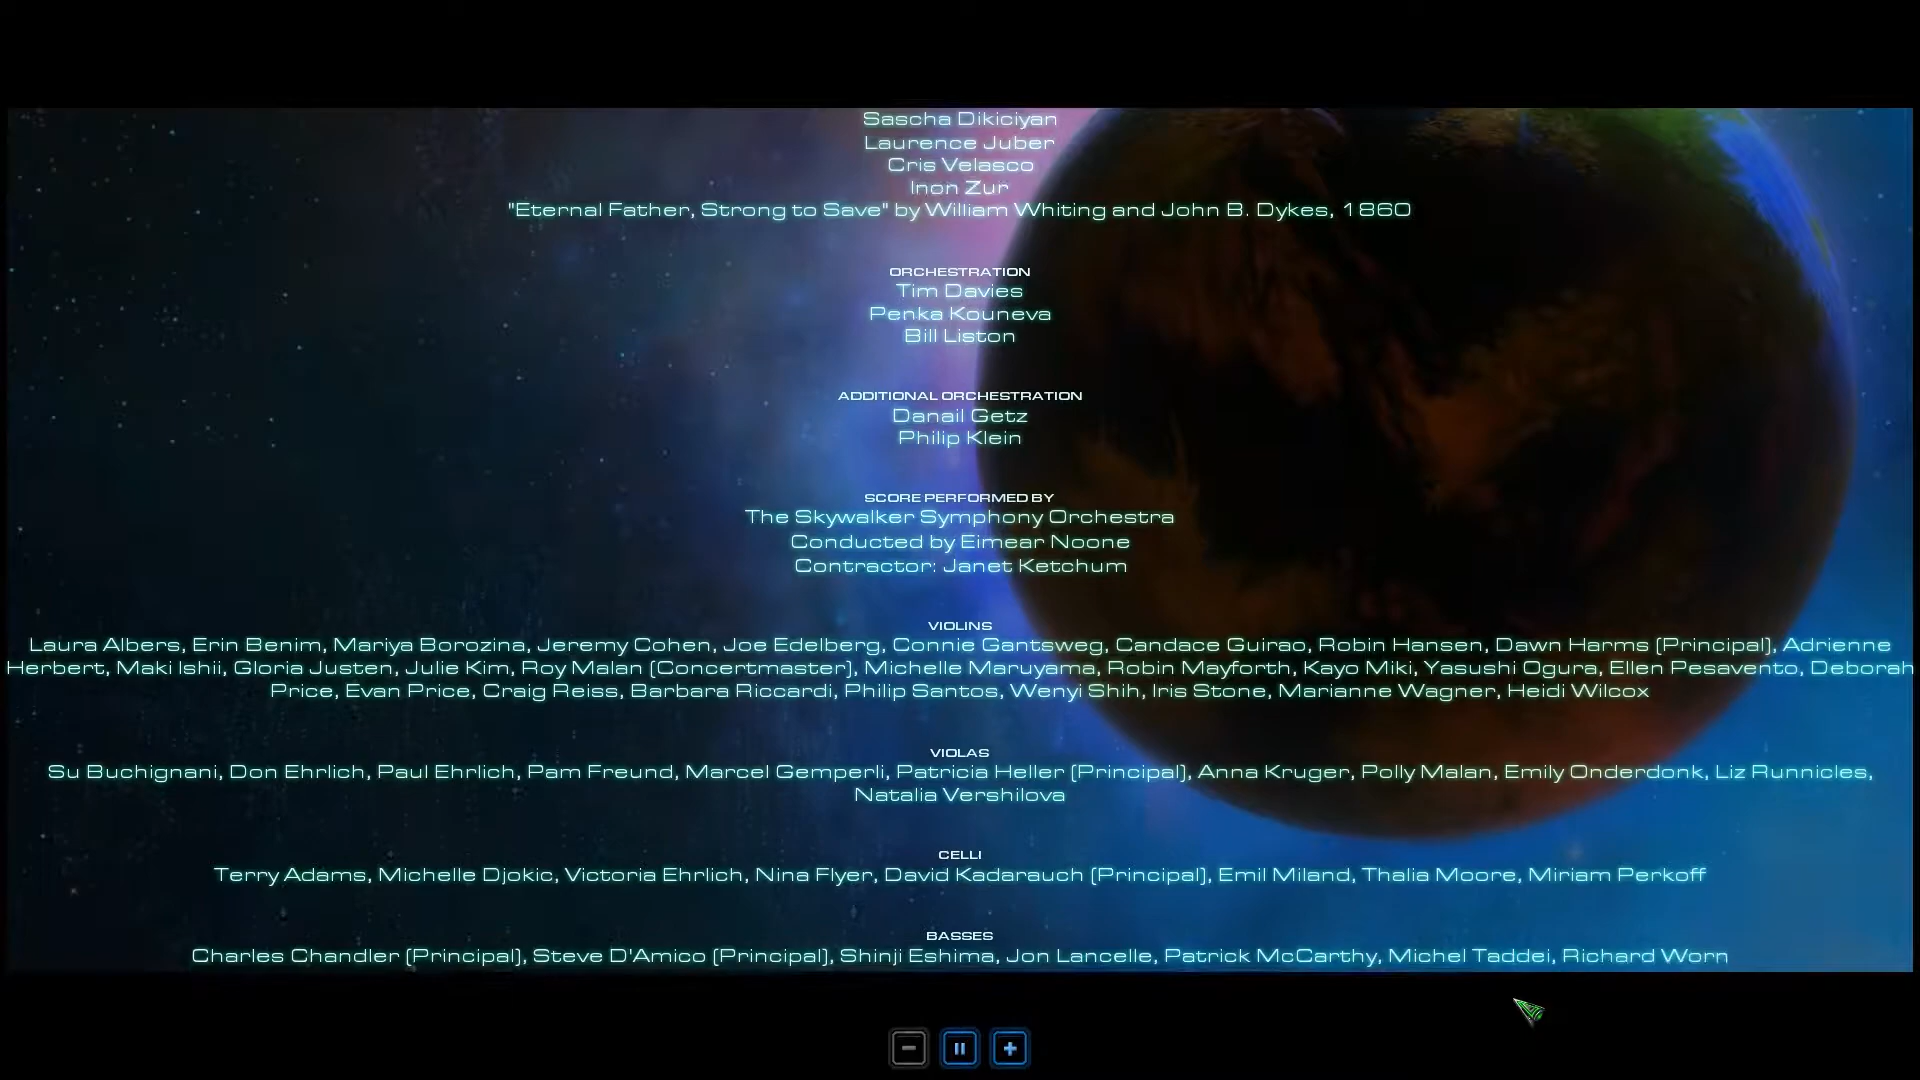 Sascha Dikiciyan
Laurence Juber
Cris Velasco
Inon Zur
"Eternal Father, Strong to Save" by William Whiting and John B. Dykes, 1860
ORCHESTRATION
Tim Davies
Penka Kouneva
Bill Liston
ADDITIONAL ORCHESTRATION
Danail Getz
Philip Klein
SCORE PERFORMED BY
The Skywalker Symphony Orchestra
Conducted by Eimear Noone
Contractor: Janet Ketchum
VIOLINS
Laura Albers, Erin Benim, Mariya Borozina, Jeremy Cohen, Joe Edelberg, Connie Gantsweg, Candace Guirao, Robin Hansen, Dawn Harms (Principal), Adrienne
Herbert, Maki Ishii, Gloria Justen, Julie Kim, Roy Malan (Concertmaster), Michelle Maruyama, Robin Mayforth, Kayo Miki, Yasushi Ogura, Ellen Pesavento, Deborah
Price, Evan Price, Craig Reiss, Barbara Riccardi, Philip Santos, Wenyi Shih, Iris Stone, Marianne Wagner, Heidi Wilcox
VIOLAS
Su Buchignani, Don Ehrlich, Paul Ehrlich, Pam Freund, Marcel Gemperli, Patricia Heller (Principal), Anna Kruger, Polly Malan, Emily Onderdonk, Liz Runnicles,
Natalia Vershilova
CELLI
Terry Adams, Michelle Djokic, Victoria Ehrlich, Nina Flyer, David Kadarauch (Principal), Emil Miland, Thalia Moore, Miriam Perkoff
BASSES
Charles Chandler (Principal), Steve D'Amico (Principal), Shinji Eshima, Jon Lancelle, Patrick McCarthy, Michel Taddei, Richard Worn